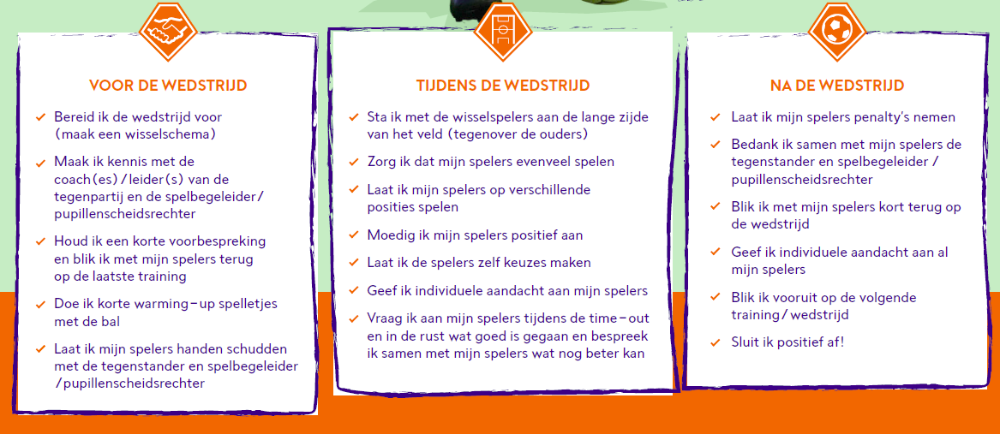 VOOR DE WEDSTRIJD
Bereid ik de wedstrijd voor
(maak een wisselschema)
Maak ik kennis met de
coach(es)/leider(s) van de
tegenpartij en de spelbegeleider/
pupillenscheidsrechter
Houd ik een korte voorbespreking
en blik ik met mijn spelers terug
op de laatste training
Doe ik korte warming-up spelletjes
met de bal
Laat ik mijn spelers handen schudden
met de tegenstander en spelbegeleider
/pupillenscheidsrechter
TIJDENS DE WEDSTRIJD
Sta ik met de wisselspelers aan de lange zijde
van het veld (tegenover de ouders)
Zorg ik dat mijn spelers evenveel spelen
Laat ik mijn spelers op verschillende
posities spelen
Moedig ik mijn spelers positief aan
Laat ik de spelers zelf keuzes maken
Geef ik individuele aandacht aan mijn spelers
Vraag ik aan mijn spelers tijdens de time-out
en in de rust wat goed is gegaan en bespreek
ik samen met mijn spelers wat nog beter kan
NA DE WEDSTRIJD
Laat ik mijn spelers penalty's nemen
Bedank ik samen met mijn spelers de
tegenstander en spelbegeleider /
pupillenscheidsrechter
Blik ik met mijn spelers kort terug op
de wedstrijd
Geef ik individuele aandacht aan al
mijn spelers
Blik ik vooruit op de volgende
training/wedstrijd
Sluit ik positief af!